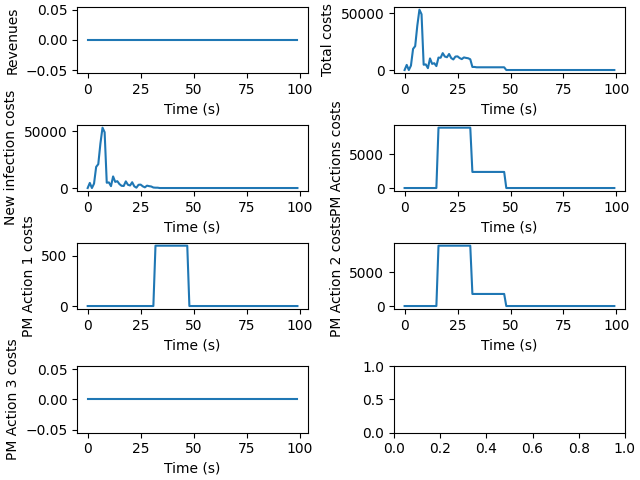 Revenues
0.05
0.00
−0.05
0 25 50 75 100
Time (s)
Total costs
50000
0
0 25 50 75 100
Time (s)
New infection costs
50000
0
0 25 50 75 100
Time (s)
PM Actions costs
5000
0
0 25 50 75 100
Time (s)
PM Action 1 costs
500
0
0 25 50 75 100
Time (s)
PM Action 2 costs
5000
0
0 25 50 75 100
Time (s)
PM Action 3 costs
0.05
0.00
−0.05
0 25 50 75 100
Time (s)
1.0
0.5
0.0
0.0 0.2 0.4 0.6 0.8 1.0